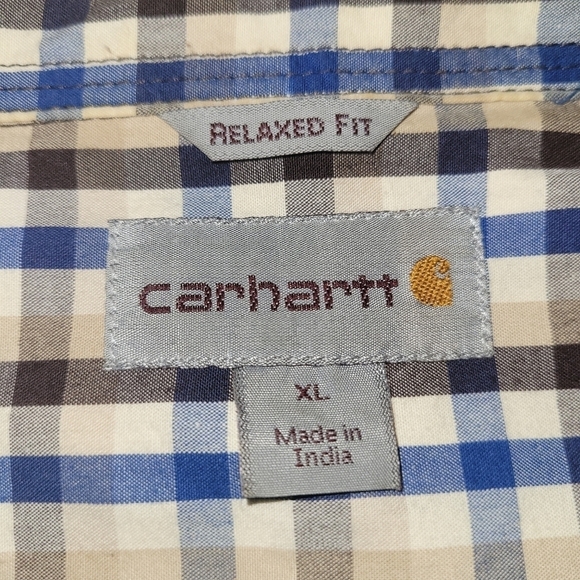 RELAXED FIT
carhartt
XL
Made in
India